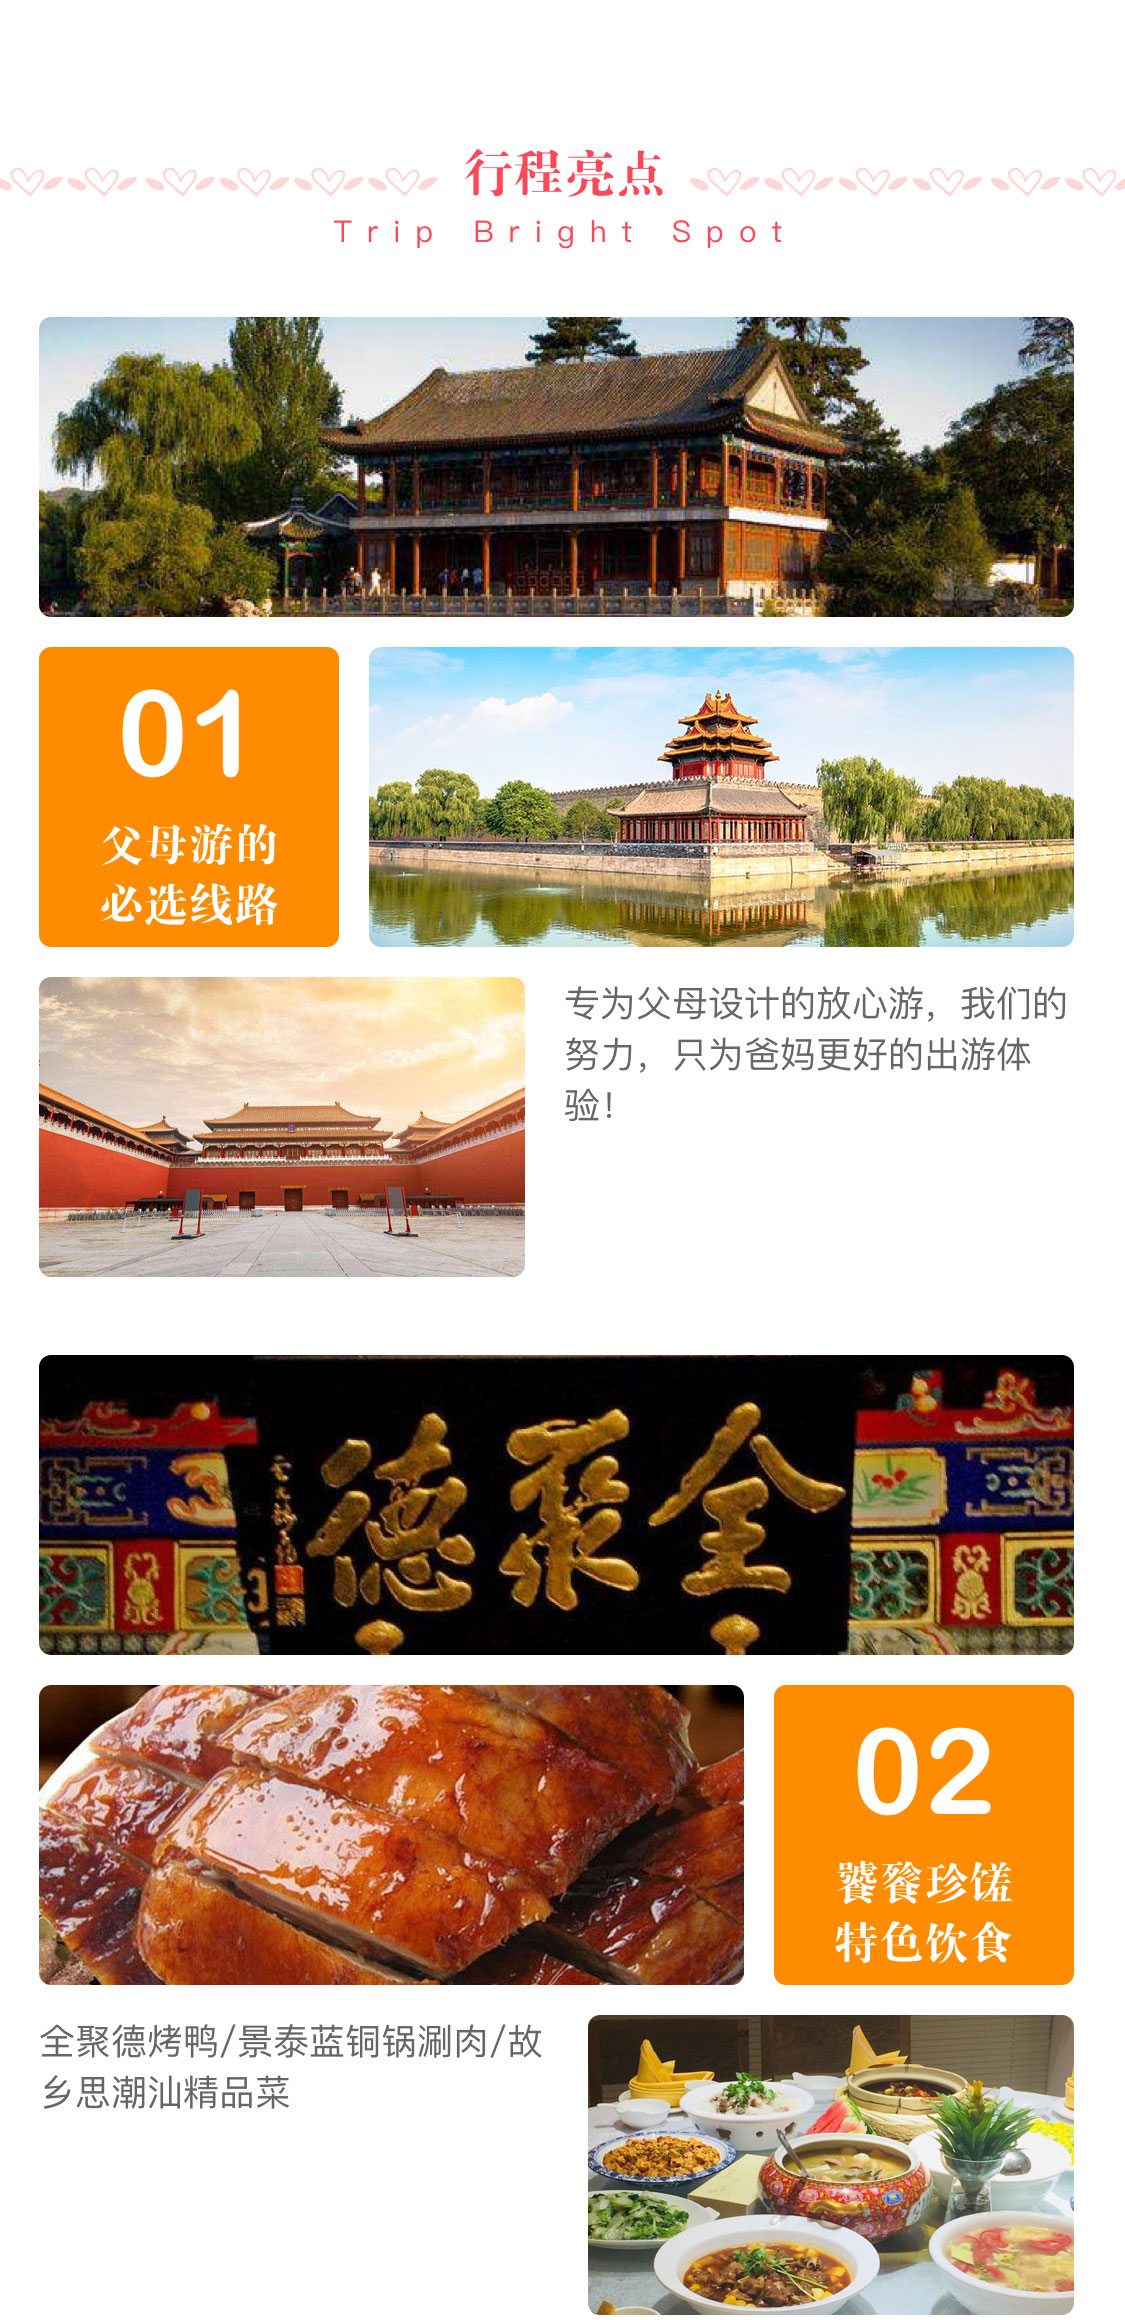 行程亮点
Trip Bright Spot
01
父母游的
必选线路
专为父母设计的放心游，我们的
努力，只为爸妈更好的出游体
验！
德聚全
02
饕餮珍馐
特色饮食
全聚德烤鸭/景泰蓝铜锅涮肉/故
乡思潮汕精品菜